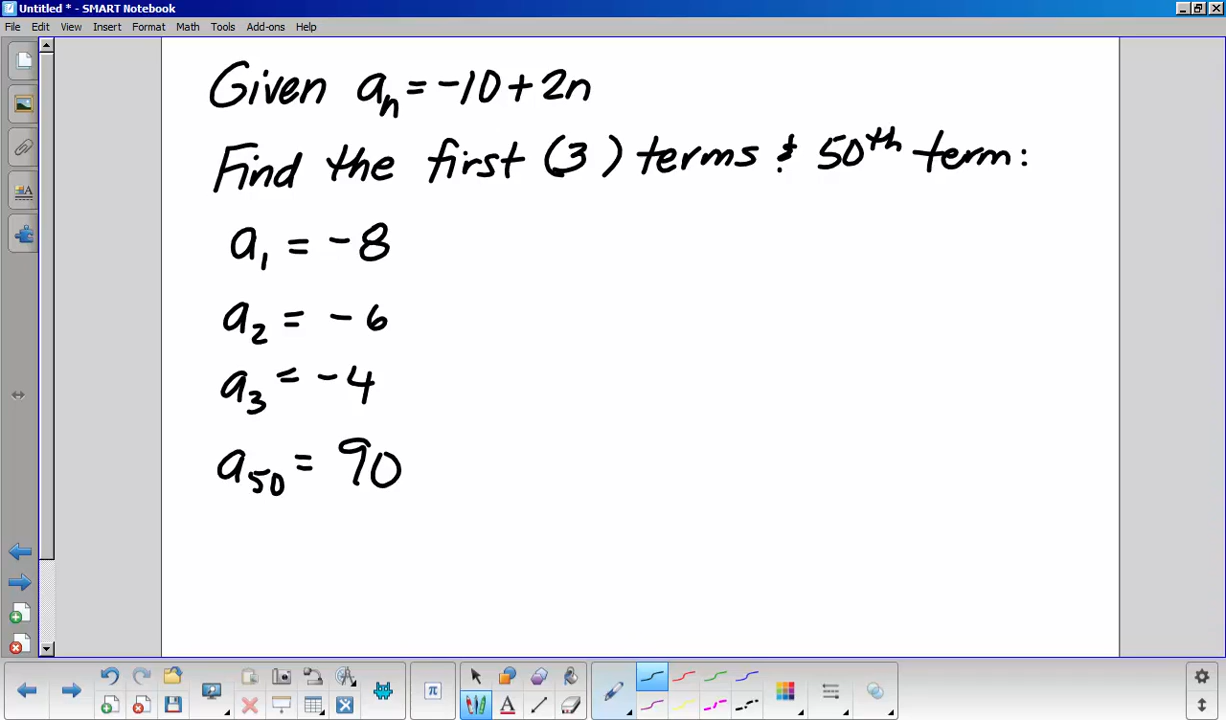 Untitled * - SMART Notebook
File Edit View Insert Format Math Tools Add-ons Help
Given aₙ = -10 + 2n
Find the first (3 ) terms & 50ᵗʰ term:
a₁ = -8
a₂ = -6
a₃ = -4
a₅₀ = 90
π
A